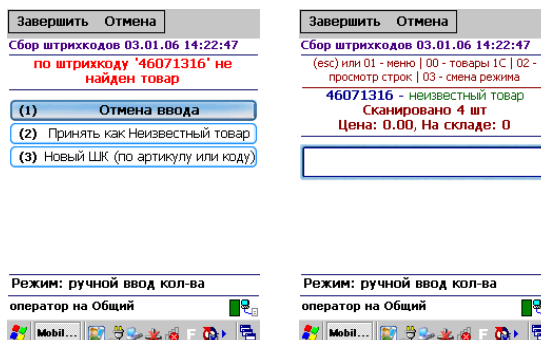 Завершить Отмена
Сбор штрихкодов 03.01.06 14:22:47
по штрихкоду '46071316' не
найден товар
(1) Отмена ввода
(2) Принять как Неизвестный товар
(3) Новый ШК (по артикулу или коду)
Режим: ручной ввод кол-ва
оператор на Общий
Mobil...
Завершить Отмена
Сбор штрихкодов 03.01.06 14:22:47
(esc) или 01 - меню | 00 - товары 1С | 02 -
просмотр строк | 03 - смена режима
46071316 - неизвестный товар
Сканировано 4 шт
Цена: 0.00, На складе: 0
Режим: ручной ввод кол-ва
оператор на Общий
Mobil...